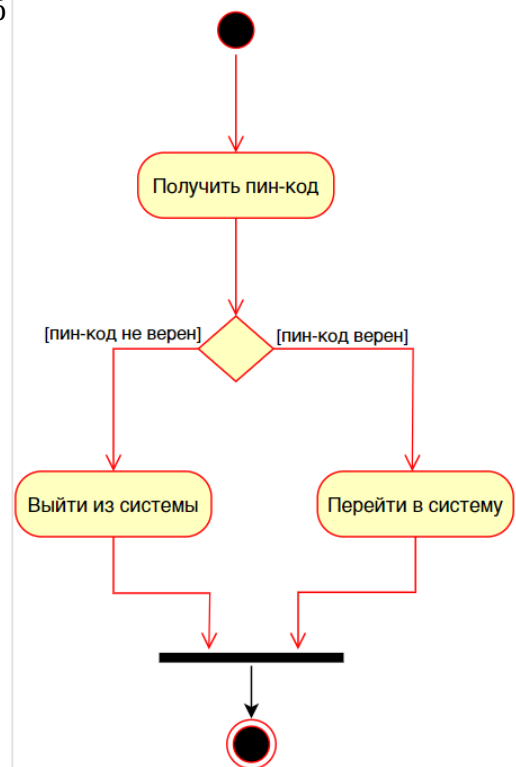 б
Получить пин-код
[пин-код не верен]
[пин-код верен]
Выйти из системы
Перейти в систему